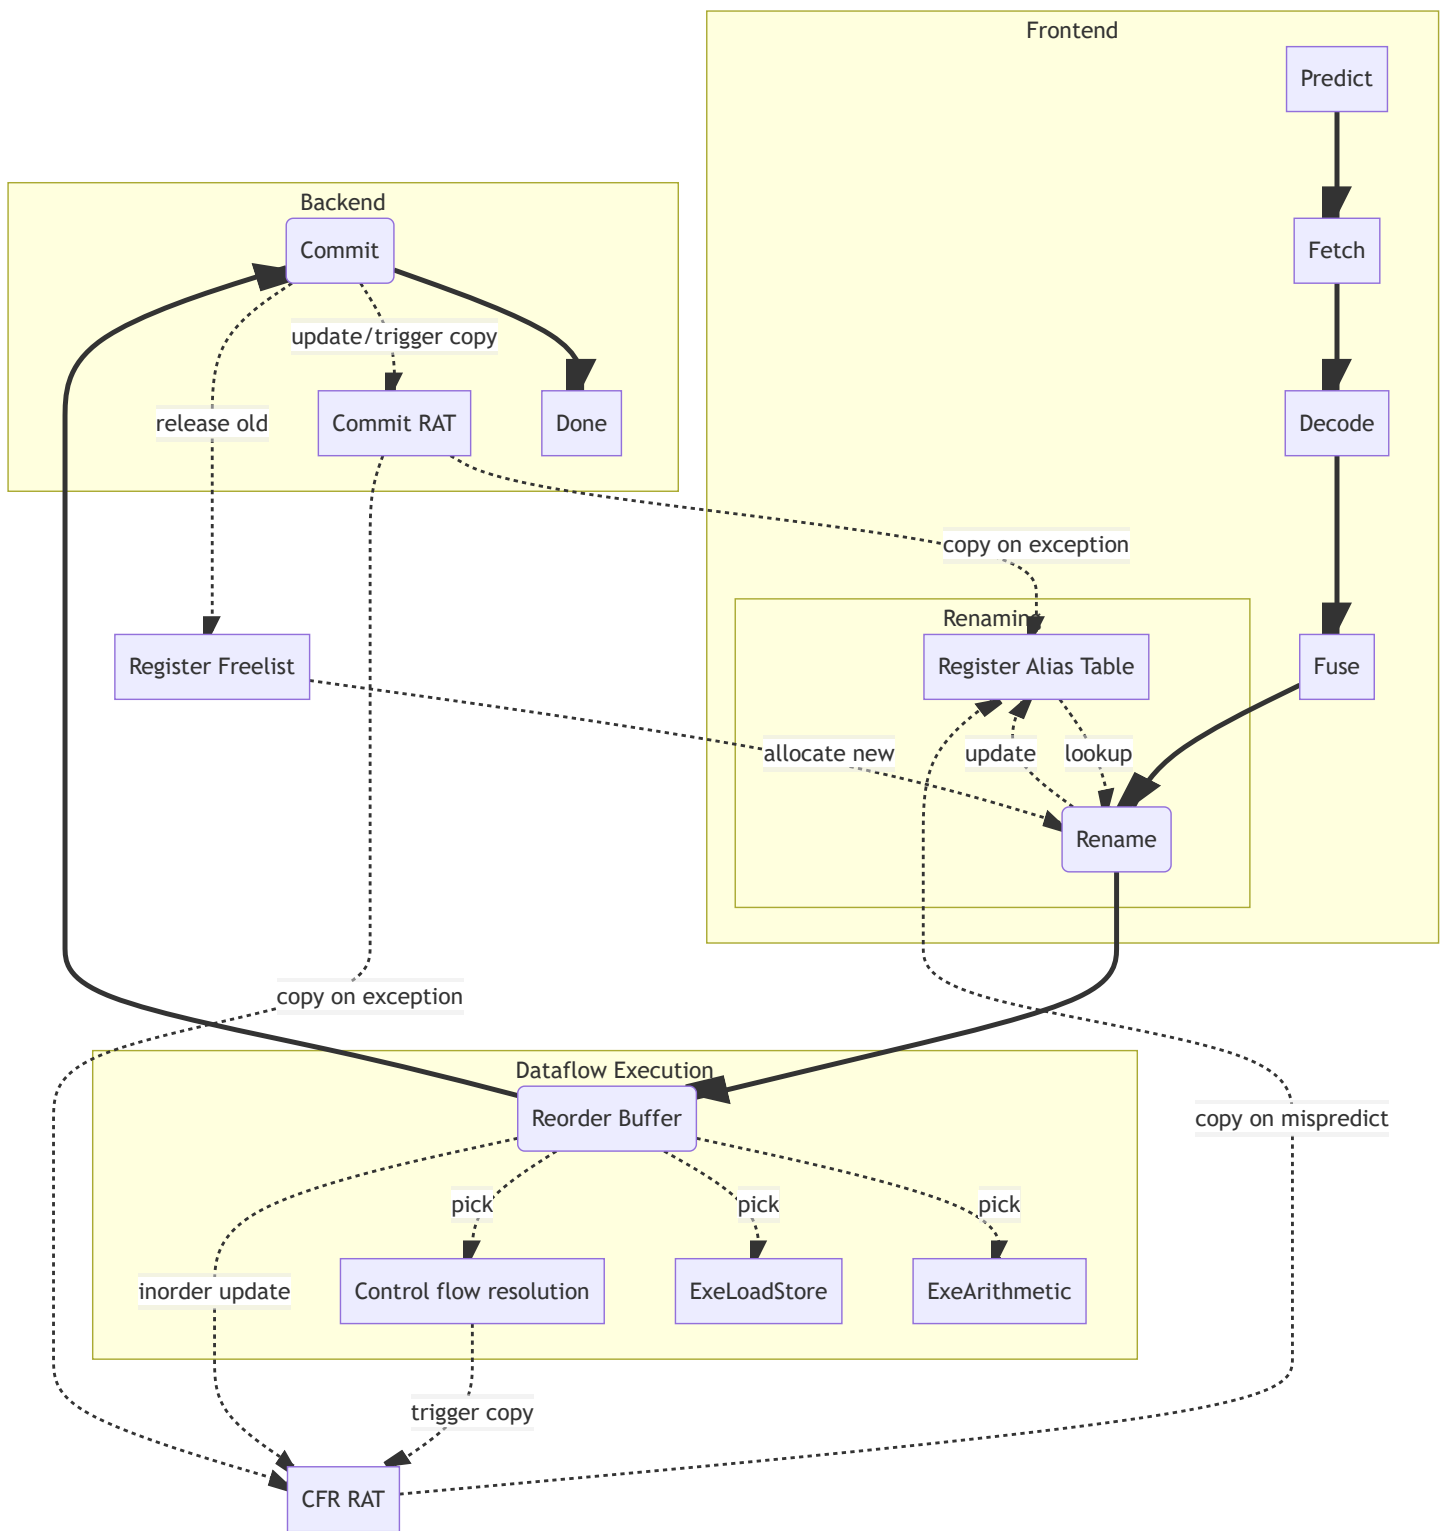 Frontend
Predict
Backend
Commit
Fetch
update/trigger copy
release old
Commit RAT
Done
Decode
copy on exception
Renaming
Register Freelist
Register Alias Table
Fuse
allocate new
update
lookup
Rename
copy on exception
Dataflow Execution
Reorder Buffer
copy on mispredict
pick
pick
pick
inorder update
Control flow resolution
ExeLoadStore
ExeArithmetic
trigger copy
CFR RAT